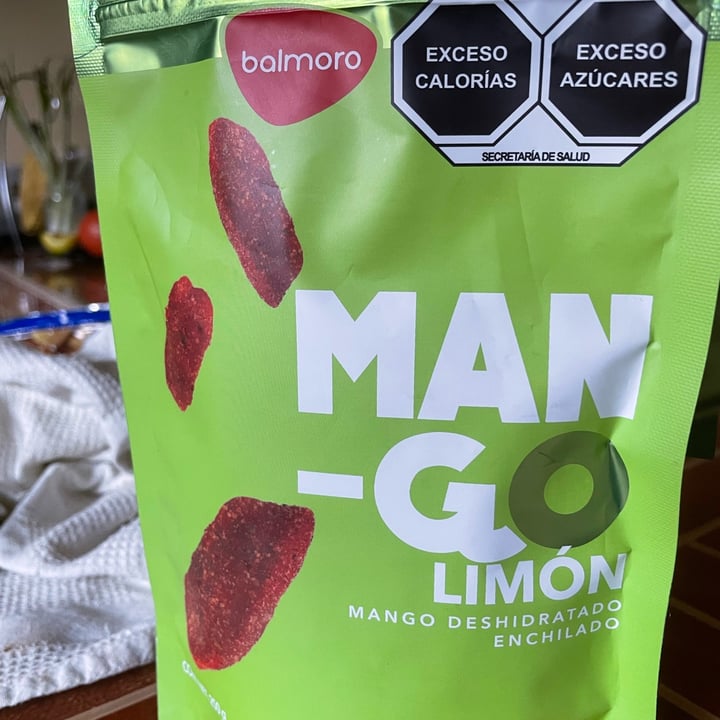 balmoro
EXCESO
CALORÍAS
EXCESO
AZÚCARES
SECRETARÍA DE SALUD
MAN
-GO
LIMÓN
MANGO DESHIDRATADO
ENCHILADO